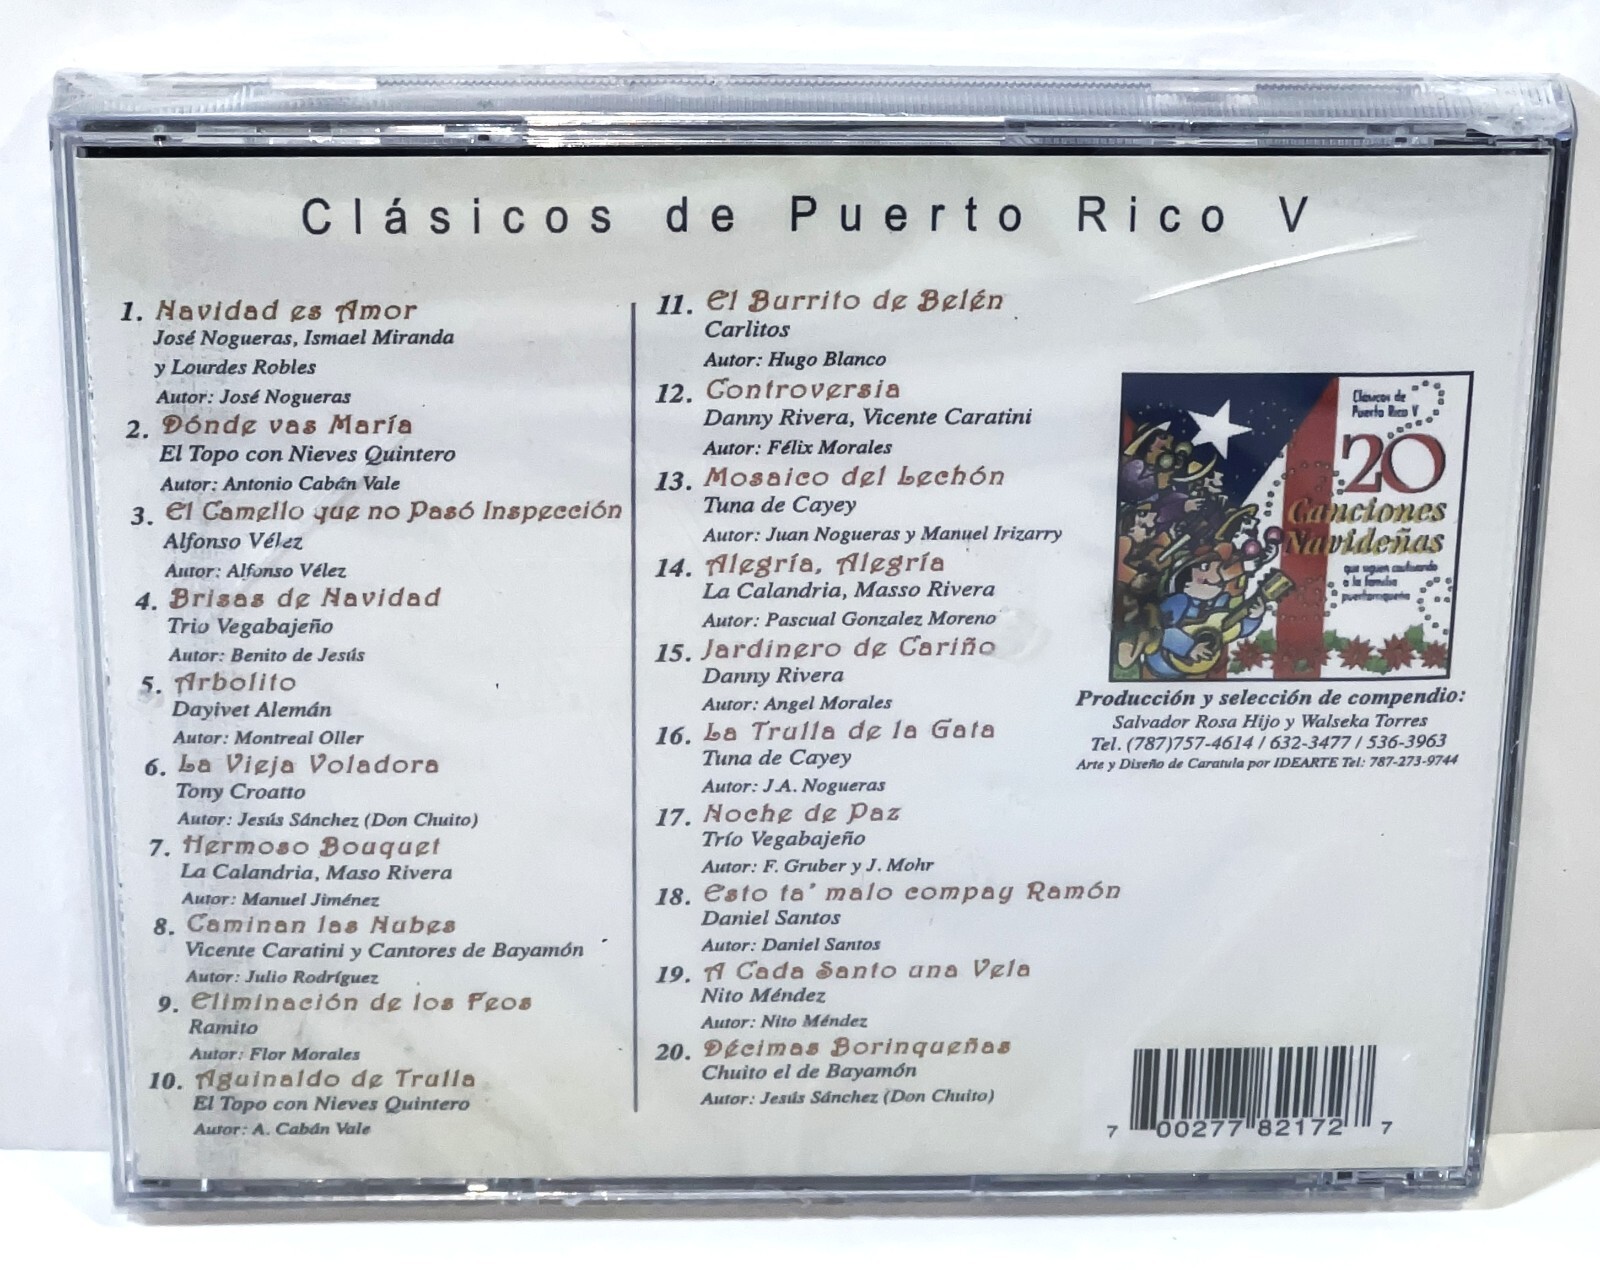 Clásicos de Puerto Rico V
1. Navidad es Amor
José Nogueras, Ismael Miranda
y Lourdes Robles
Autor: José Nogueras
2. Dónde vas María
El Topo con Nieves Quintero
Autor: Antonio Cabán Vale
3. El Camello que no Pasó Inspección
Alfonso Vélez
Autor: Alfonso Vélez
4. Brisas de Navidad
Trio Vegabajeño
Autor: Benito de Jesús
5. Arbolito
Dayivet Alemán
Autor: Montreal Oller
6. La Vieja Voladora
Tony Croatto
Autor: Jesús Sánchez (Don Chuito)
7. Hermoso Bouquet
La Calandria, Maso Rivera
Autor: Manuel Jiménez
8. Caminan las Nubes
Vicente Caratini y Cantores de Bayamón
Autor: Julio Rodríguez
9. Eliminación de los Feos
Ramito
Autor: Flor Morales
10. Aguinaldo de Trulla
El Topo con Nieves Quintero
Autor: A. Cabán Vale
11. El Burrito de Belén
Carlitos
Autor: Hugo Blanco
12. Controversia
Danny Rivera, Vicente Caratini
Autor: Félix Morales
13. Mosaico del Lechón
Tuna de Cayey
Autor: Juan Nogueras y Manuel Irizarry
14. Alegría, Alegría
La Calandria, Masso Rivera
Autor: Pascual Gonzalez Moreno
15. Jardinero de Cariño
Danny Rivera
Autor: Angel Morales
16. La Trulla de la Gata
Tuna de Cayey
Autor: J.A. Nogueras
17. Noche de Paz
Trío Vegabajeño
Autor: F. Gruber y J. Mohr
18. Esto ta' malo compay Ramón
Daniel Santos
Autor: Daniel Santos
19. A Cada Santo una Vela
Nito Méndez
Autor: Nito Méndez
20. Décimas Borinqueñas
Chuito el de Bayamón
Autor: Jesús Sánchez (Don Chuito)
Clásicos de
Puerto Rico V
20
Canciones
Navideñas
que siguen cautivando
a la familia
puertorriqueña
Producción y selección de compendio:
Salvador Rosa Hijo y Walseka Torres
Tel. (787)757-4614 / 632-3477 / 536-3963
Arte y Diseño de Caratula por IDEARTE Tel: 787-273-9744
7 00277 82172 7